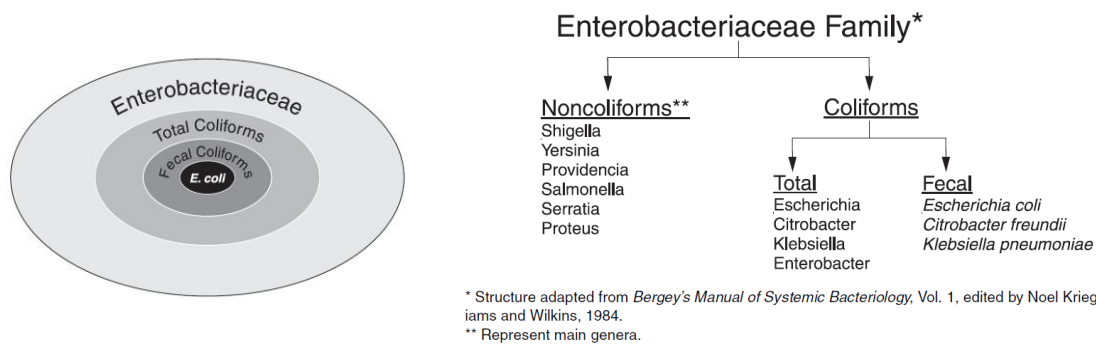 Enterobacteriaceae
Total Coliforms
Fecal Coliforms
E. coli
Enterobacteriaceae Family*
Noncoliforms**
Shigella
Yersinia
Providencia
Salmonella
Serratia
Proteus
Coliforms
Total
Escherichia
Citrobacter
Klebsiella
Enterobacter
Fecal
Escherichia coli
Citrobacter freundii
Klebsiella pneumoniae
* Structure adapted from Bergey's Manual of Systemic Bacteriology, Vol. 1, edited by Noel Krieg
iams and Wilkins, 1984.
** Represent main genera.